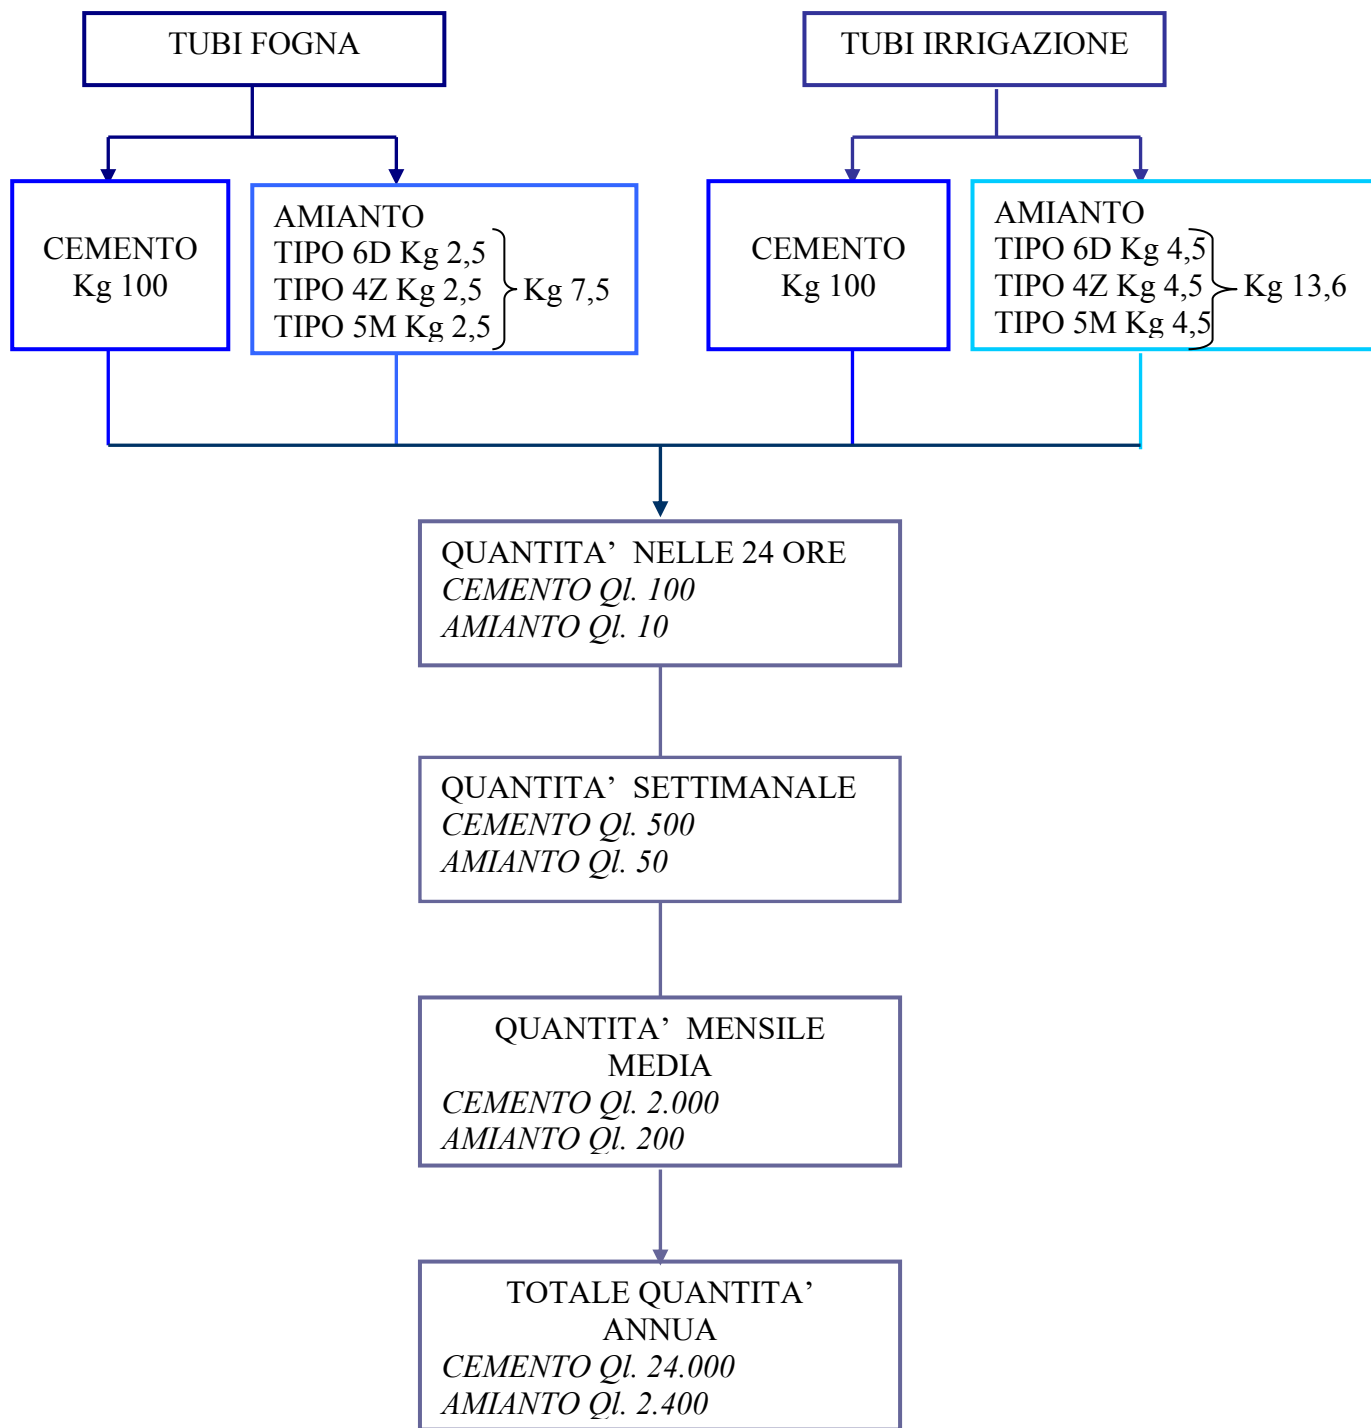 TUBI FOGNA
TUBI IRRIGAZIONE
CEMENTO
Kg 100
AMIANTO
TIPO 6D Kg 2,5
TIPO 4Z Kg 2,5
TIPO 5M Kg 2,5
Kg 7,5
CEMENTO
Kg 100
AMIANTO
TIPO 6D Kg 4,5
TIPO 4Z Kg 4,5
TIPO 5M Kg 4,5
Kg 13,6
QUANTITA’ NELLE 24 ORE
CEMENTO Ql. 100
AMIANTO Ql. 10
QUANTITA’ SETTIMANALE
CEMENTO Ql. 500
AMIANTO Ql. 50
QUANTITA’ MENSILE
MEDIA
CEMENTO Ql. 2.000
AMIANTO Ql. 200
TOTALE QUANTITA’
ANNUA
CEMENTO Ql. 24.000
AMIANTO Ql. 2.400